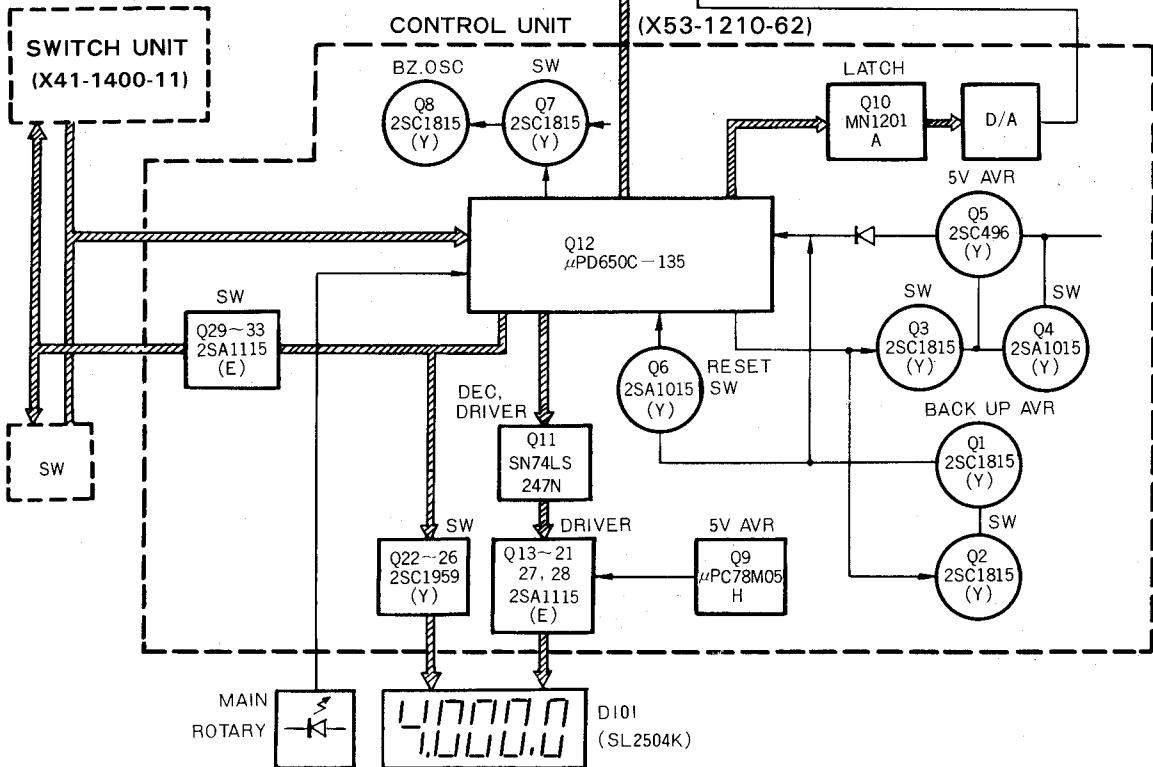 CONTROL UNIT (X53-1210-62)
SWITCH UNIT
(X41-1400-11)
BZ.OSC
Q8
2SC1815
(Y)
SW
Q7
2SC1815
(Y)
LATCH
Q10
MN1201
A
D/A
5V AVR
Q5
2SC496
(Y)
Q12
μPD650C-135
SW
Q29~33
2SA1115
(E)
SW
Q3
2SC1815
(Y)
SW
Q4
2SA1015
(Y)
Q6
2SA1015
(Y)
RESET
SW
BACK UP AVR
Q1
2SC1815
(Y)
SW
Q2
2SC1815
(Y)
DEC,
DRIVER
Q11
SN74LS
247N
SW
SW
Q22~26
2SC1959
(Y)
DRIVER
Q13~21
27, 28
2SA1115
(E)
5V AVR
Q9
μPC78M05
H
MAIN
ROTARY
4.000.0
D101
(SL2504K)